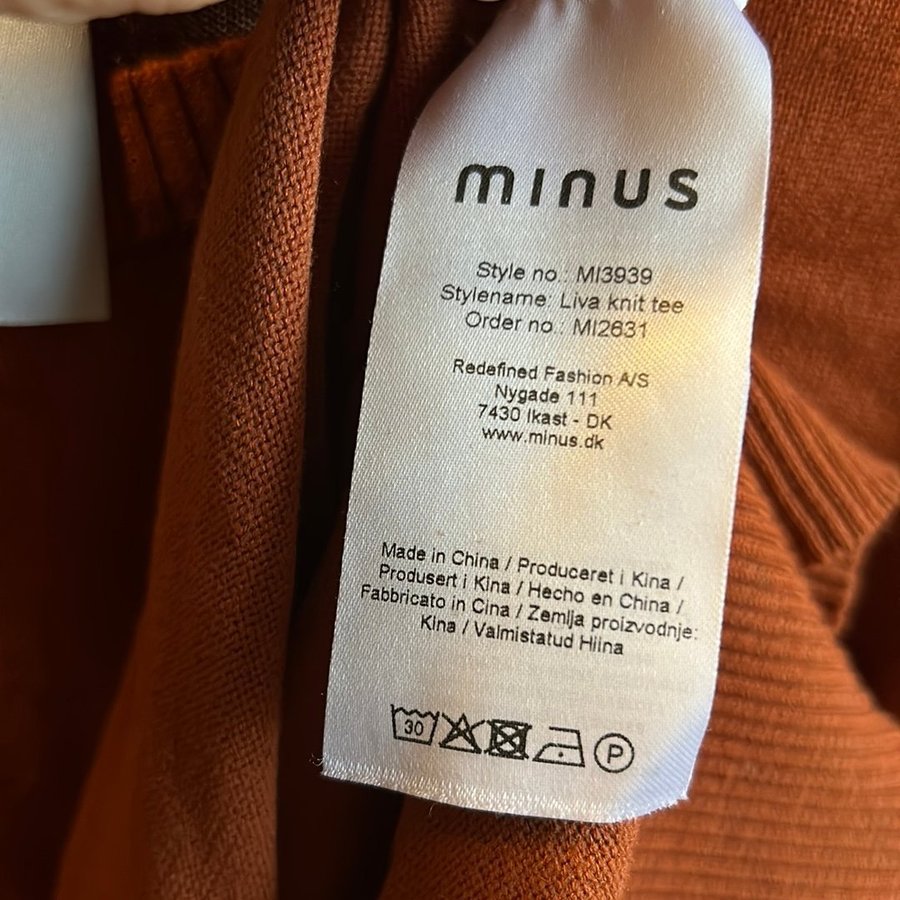 minus
Style no.: MI3939
Stylename: Liva knit tee
Order no.: MI2631
Redefined Fashion A/S
Nygade 111
7430 Ikast - DK
www.minus.dk
Made in China / Produceret i Kina /
Produsert i Kina / Hecho en China /
Fabbricato in Cina / Zemlja proizvodnje:
Kina / Valmistatud Hiina
30 P